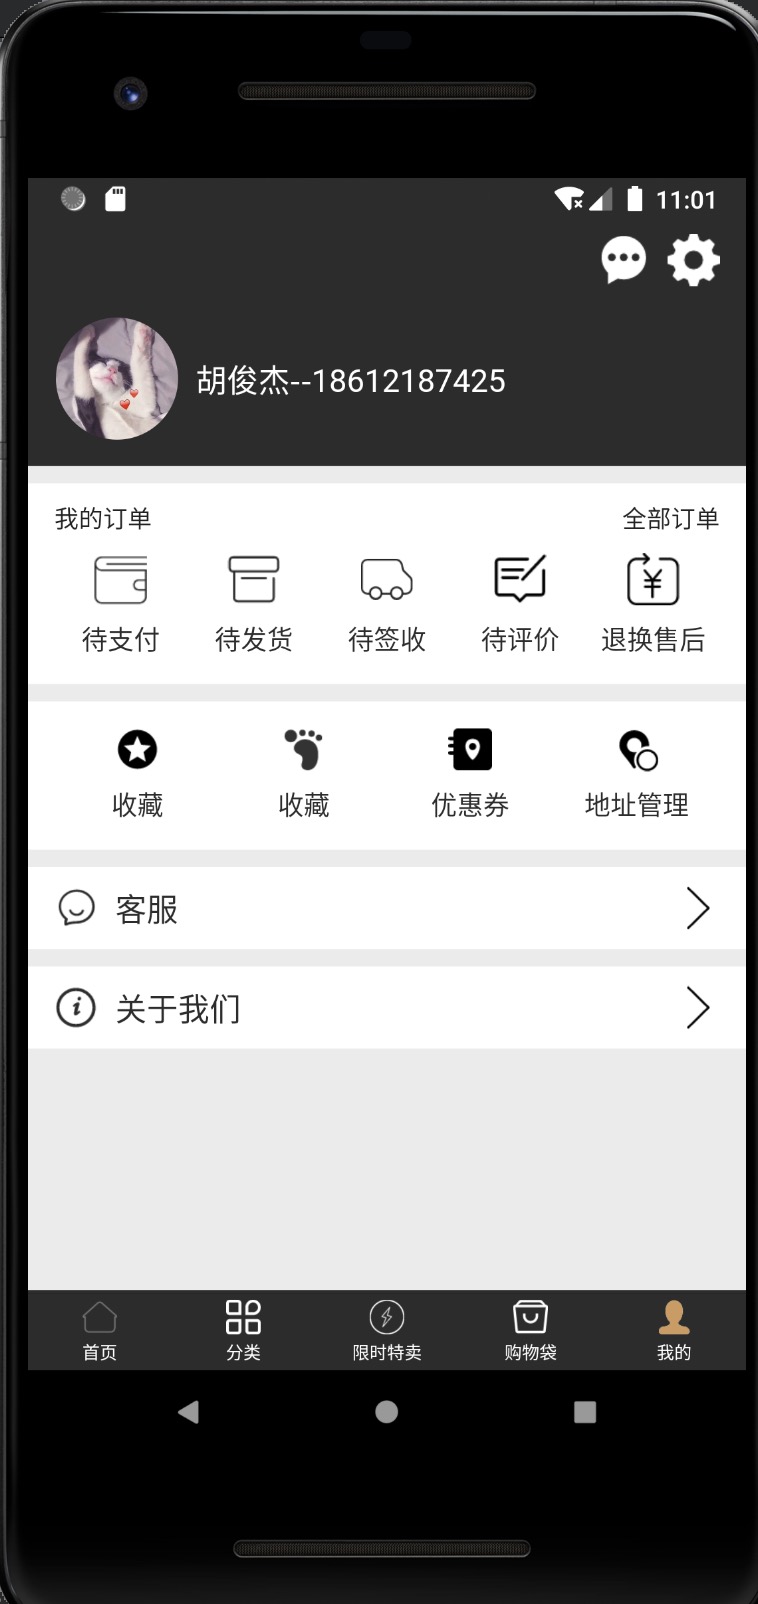 11:01
胡俊杰--18612187425
我的订单 全部订单
待支付 待发货 待签收 待评价 退换售后
收藏 收藏 优惠券 地址管理
客服
关于我们
首页 分类 限时特卖 购物袋 我的